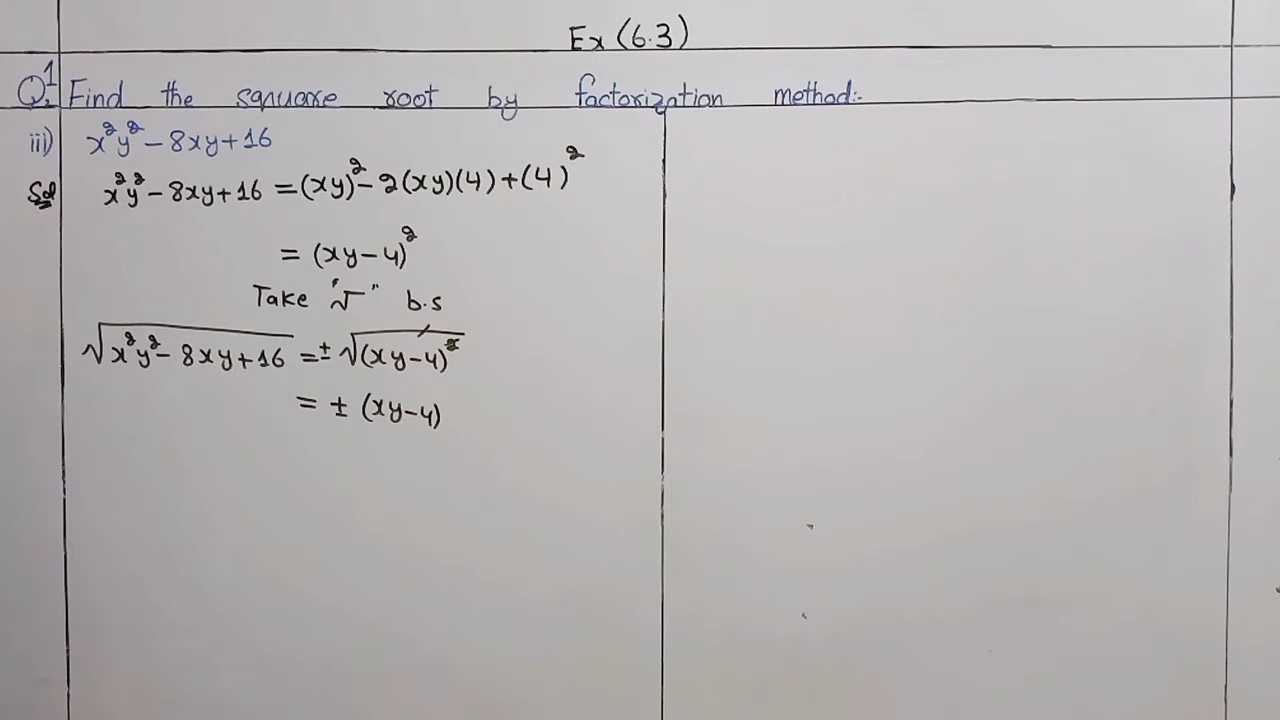 Ex (6.3)
Q1. Find the sqnuare root by factorization method:-
iii) x²y² - 8xy + 16
Sol x²y² - 8xy + 16 = (xy)² - 2(xy)(4) + (4)²
= (xy - 4)²
Take "√" b.s
√(x²y² - 8xy + 16) = ± √(xy - 4)²
= ± (xy - 4)